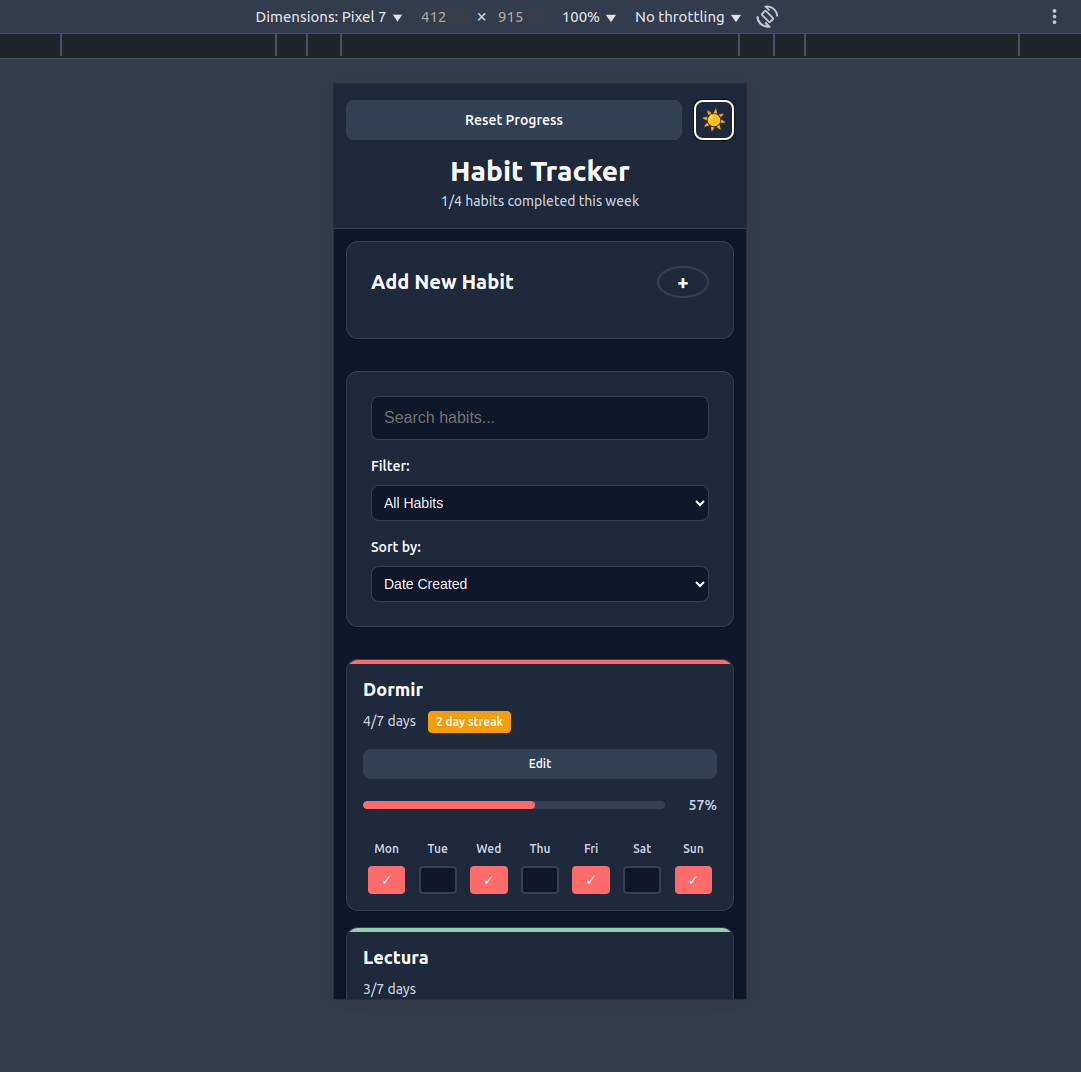 Dimensions: Pixel 7 ▼ 412 × 915 100% ▼ No throttling ▼
Reset Progress
Habit Tracker
1/4 habits completed this week
Add New Habit +
Search habits...
Filter:
All Habits
Sort by:
Date Created
Dormir
4/7 days 2 day streak
Edit
57%
Mon Tue Wed Thu Fri Sat Sun
✓ ✓ ✓ ✓
Lectura
3/7 days